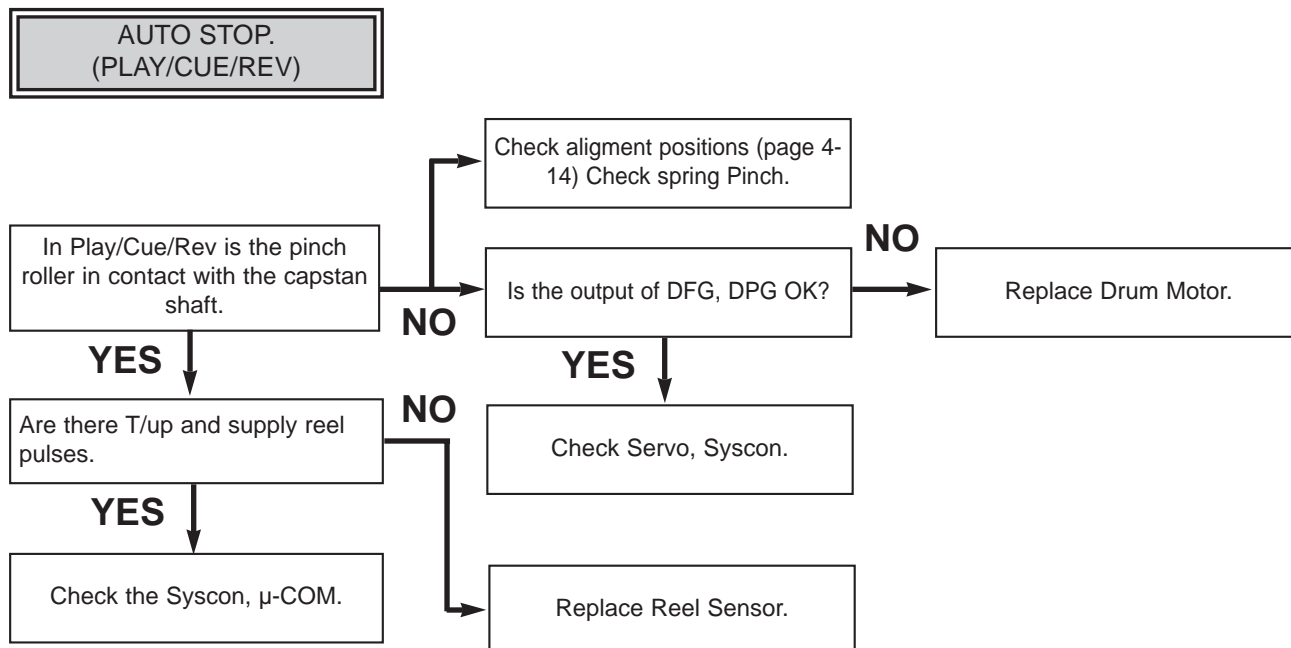 AUTO STOP.
(PLAY/CUE/REV)
Check aligment positions (page 4-
14) Check spring Pinch.
In Play/Cue/Rev is the pinch
roller in contact with the capstan
shaft.
NO
Is the output of DFG, DPG OK?
NO
Replace Drum Motor.
YES
YES
Are there T/up and supply reel
pulses.
NO
Check Servo, Syscon.
YES
Check the Syscon, µ-COM.
Replace Reel Sensor.